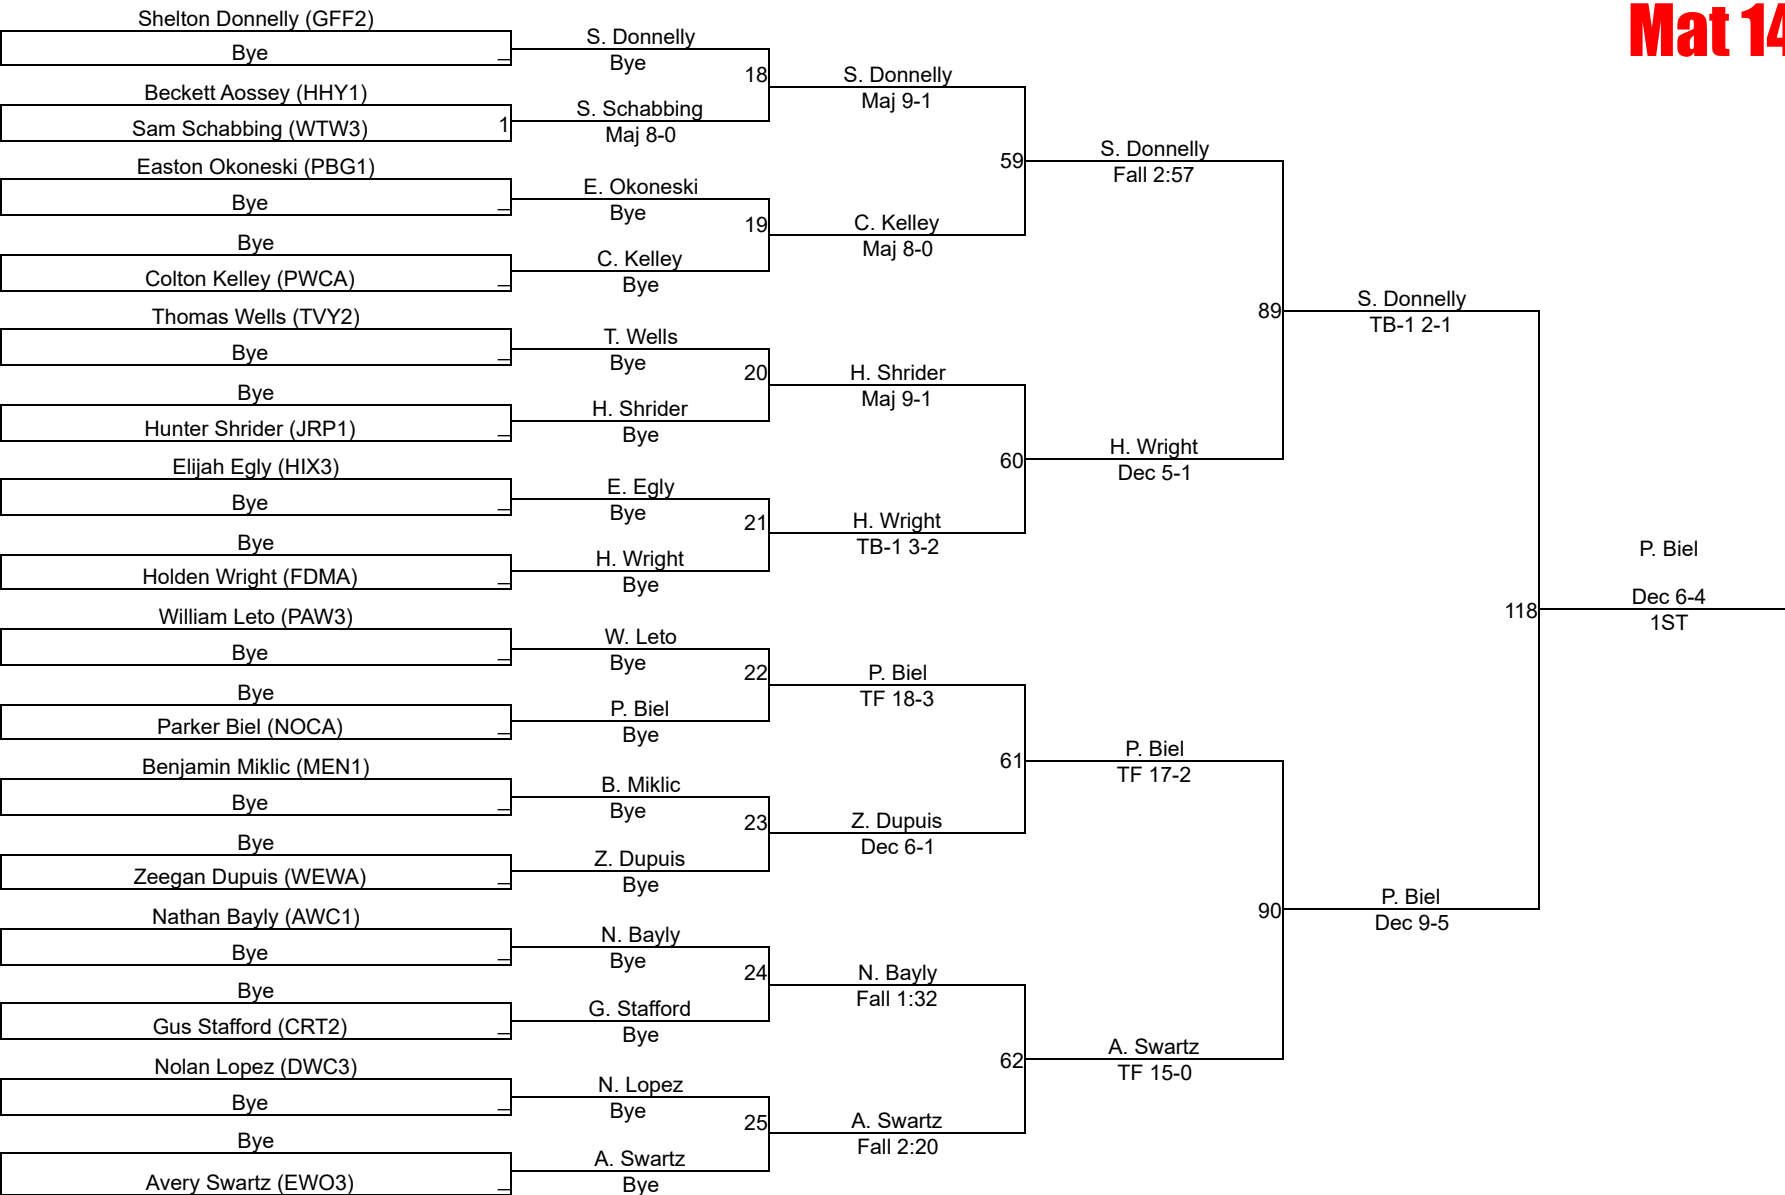 Mat 14
Shelton Donnelly (GFF2)
Bye
_
Beckett Aossey (HHY1)
Sam Schabbing (WTW3)
1
Easton Okoneski (PBG1)
Bye
_
Bye
Colton Kelley (PWCA)
_
Thomas Wells (TVY2)
Bye
_
Bye
Hunter Shrider (JRP1)
_
Elijah Egly (HIX3)
Bye
_
Bye
Holden Wright (FDMA)
_
William Leto (PAW3)
Bye
_
Bye
Parker Biel (NOCA)
_
Benjamin Miklic (MEN1)
Bye
_
Bye
Zeegan Dupuis (WEWA)
_
Nathan Bayly (AWC1)
Bye
_
Bye
Gus Stafford (CRT2)
_
Nolan Lopez (DWC3)
Bye
_
Bye
Avery Swartz (EWO3)
_
S. Donnelly
Bye
18
S. Schabbing
Maj 8-0
E. Okoneski
Bye
19
C. Kelley
Bye
T. Wells
Bye
20
H. Shrider
Bye
E. Egly
Bye
21
H. Wright
Bye
W. Leto
Bye
22
P. Biel
Bye
B. Miklic
Bye
23
Z. Dupuis
Bye
N. Bayly
Bye
24
G. Stafford
Bye
N. Lopez
Bye
25
A. Swartz
Bye
S. Donnelly
Maj 9-1
59
C. Kelley
Maj 8-0
H. Shrider
Maj 9-1
60
H. Wright
TB-1 3-2
P. Biel
TF 18-3
61
Z. Dupuis
Dec 6-1
N. Bayly
Fall 1:32
62
A. Swartz
Fall 2:20
S. Donnelly
Fall 2:57
89
H. Wright
Dec 5-1
P. Biel
TF 17-2
90
A. Swartz
TF 15-0
S. Donnelly
TB-1 2-1
118
P. Biel
Dec 9-5
P. Biel
Dec 6-4
1ST